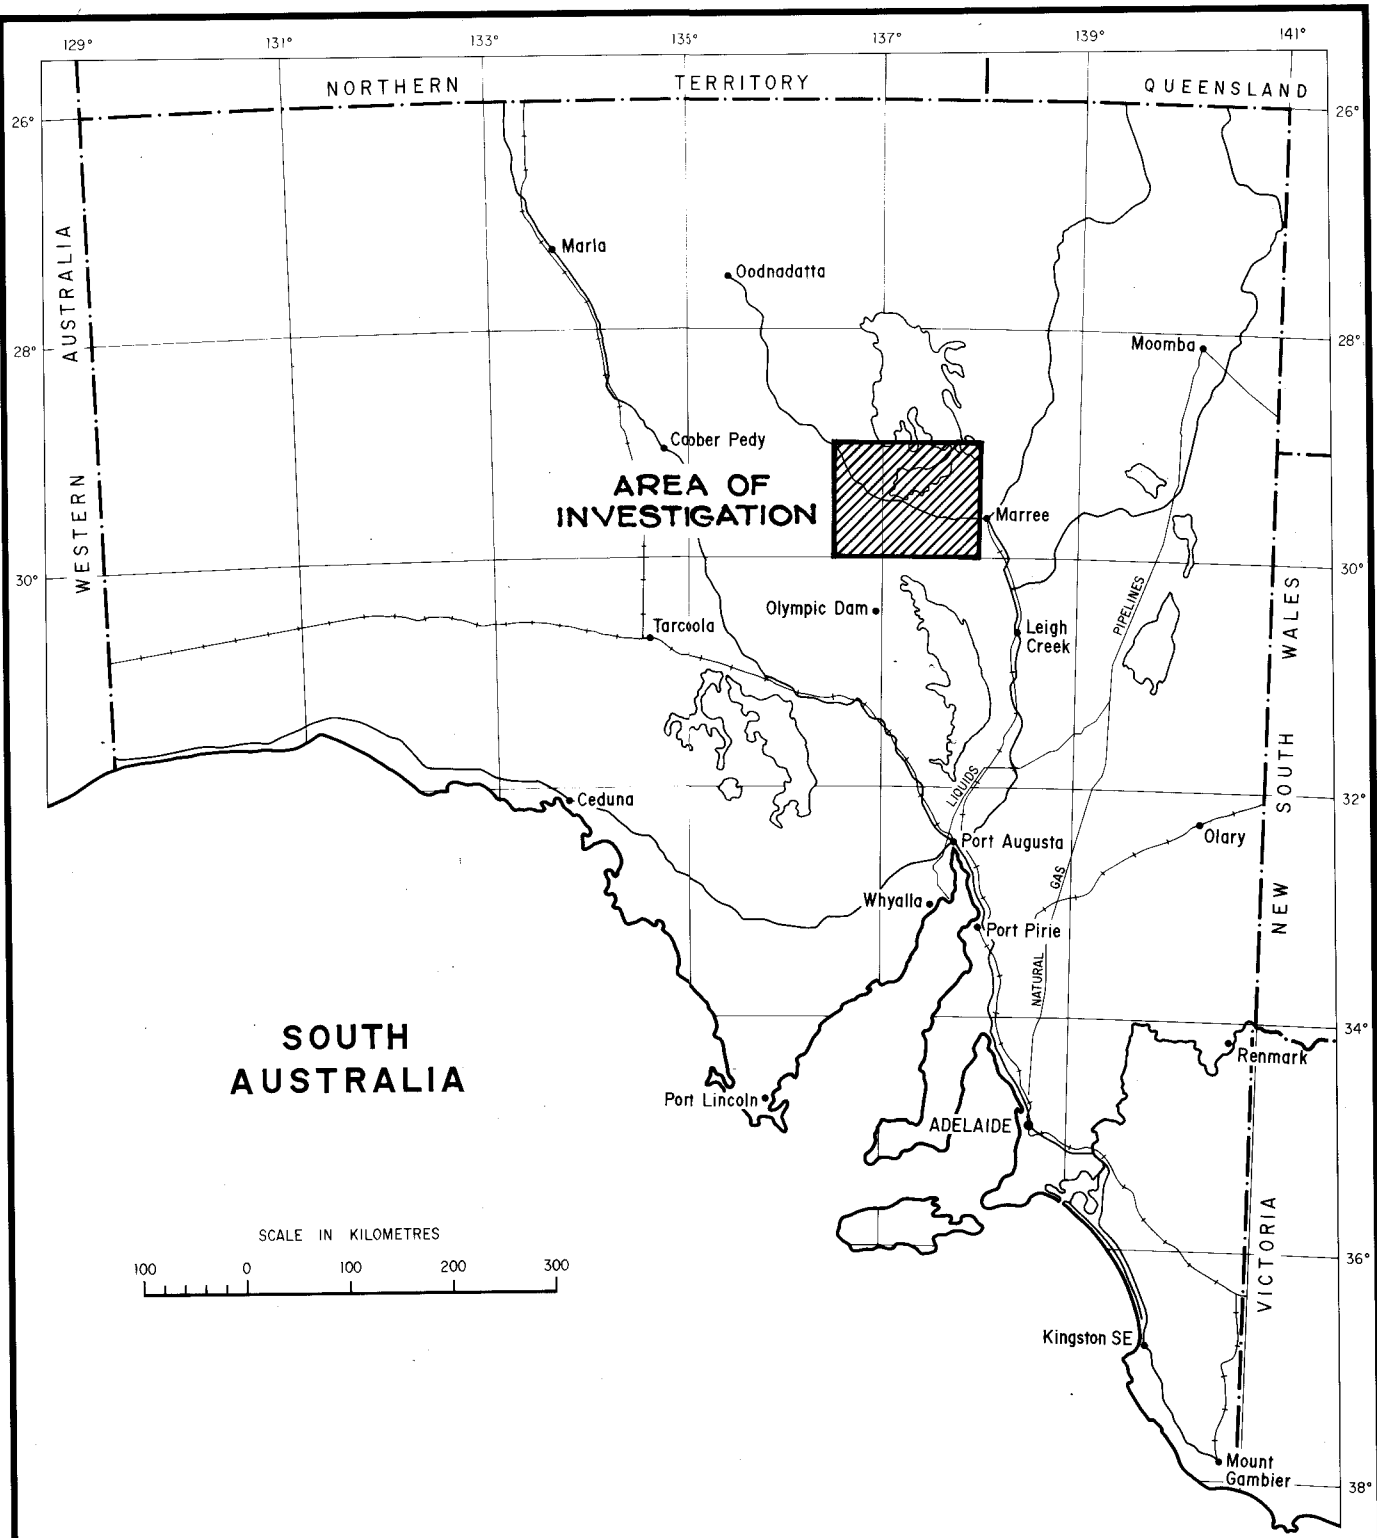 129° 131° 133° 135° 137° 139° 141°
NORTHERN TERRITORY QUEENSLAND
26° 26°
WESTERN AUSTRALIA
Marla
Oodnadatta
28° Moomba 28°
Coober Pedy
AREA OF
INVESTIGATION
Marree
30° 30°
PIPELINES
Olympic Dam
Tarcoola
Leigh
Creek
NEW SOUTH WALES
LIQUIDS
Ceduna
32°
Port Augusta
Olary
GAS
Whyalla
Port Pirie
NATURAL
34°
SOUTH
AUSTRALIA
Renmark
Port Lincoln
ADELAIDE
SCALE IN KILOMETRES
100 0 100 200 300
36°
VICTORIA
Kingston SE
Mount
Gambier
38°